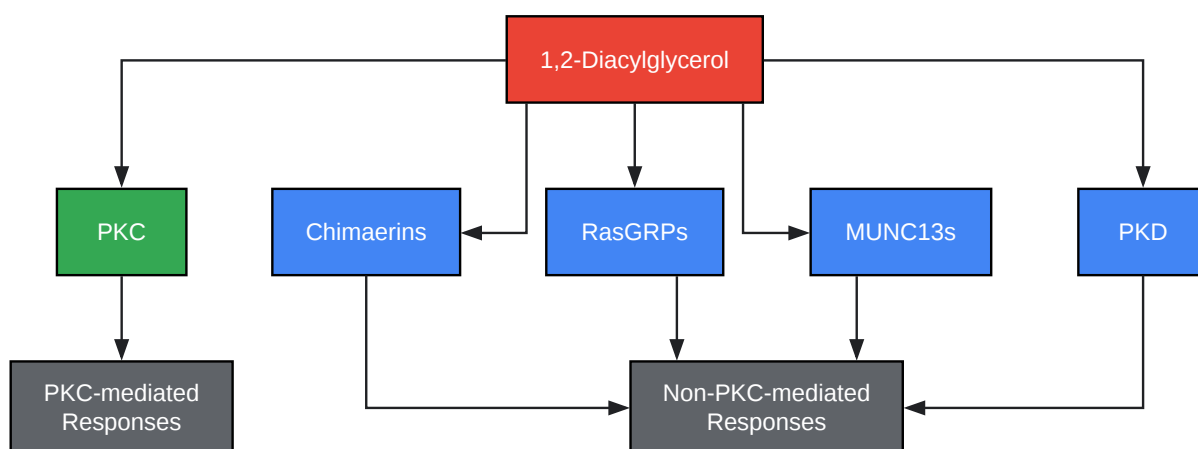 1,2-Diacylglycerol
PKC
Chimaerins
RasGRPs
MUNC13s
PKD
PKC-mediated
Responses
Non-PKC-mediated
Responses